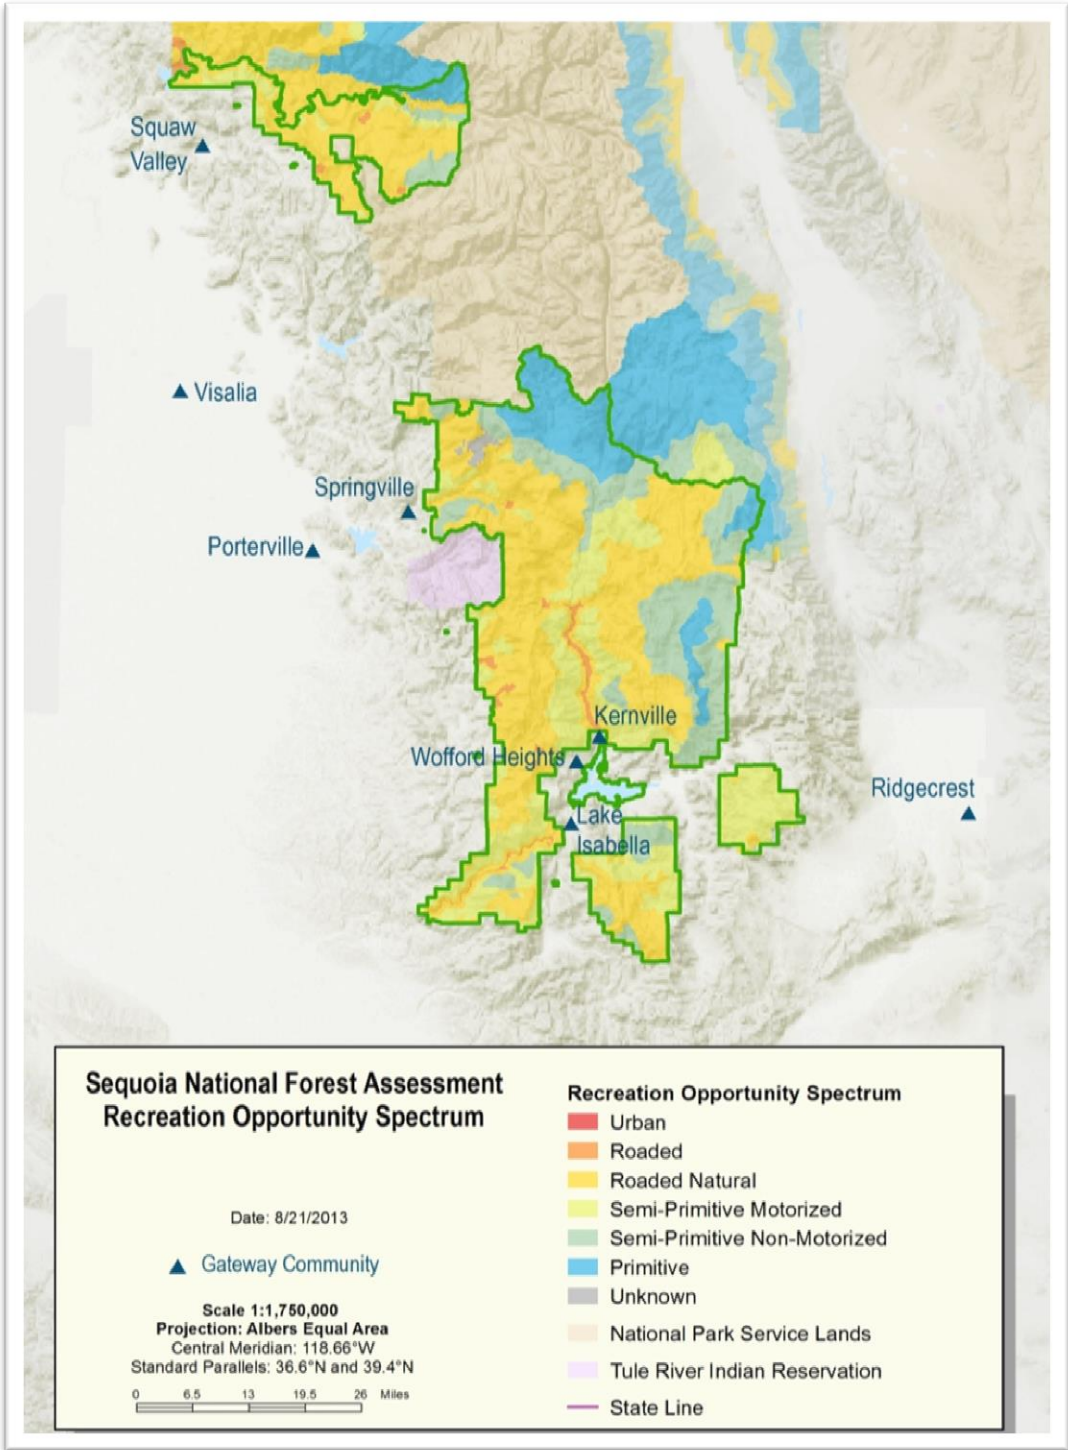 Squaw
Valley
Visalia
Springville
Porterville
Kernville
Wofford Heights
Ridgecrest
Lake
Isabella
Sequoia National Forest Assessment
Recreation Opportunity Spectrum
Date: 8/21/2013
Gateway Community
Scale 1:1,750,000
Projection: Albers Equal Area
Central Meridian: 118.66°W
Standard Parallels: 36.6°N and 39.4°N
0 6.5 13 19.5 26 Miles
Recreation Opportunity Spectrum
Urban
Roaded
Roaded Natural
Semi-Primitive Motorized
Semi-Primitive Non-Motorized
Primitive
Unknown
National Park Service Lands
Tule River Indian Reservation
State Line